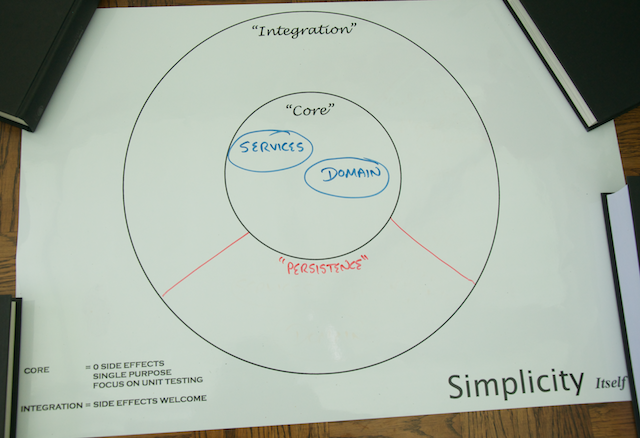 "Integration"
"Core"
SERVICES
DOMAIN
"PERSISTENCE"
CORE = 0 SIDE EFFECTS
SINGLE PURPOSE
FOCUS ON UNIT TESTING
INTEGRATION = SIDE EFFECTS WELCOME
Simplicity Itself